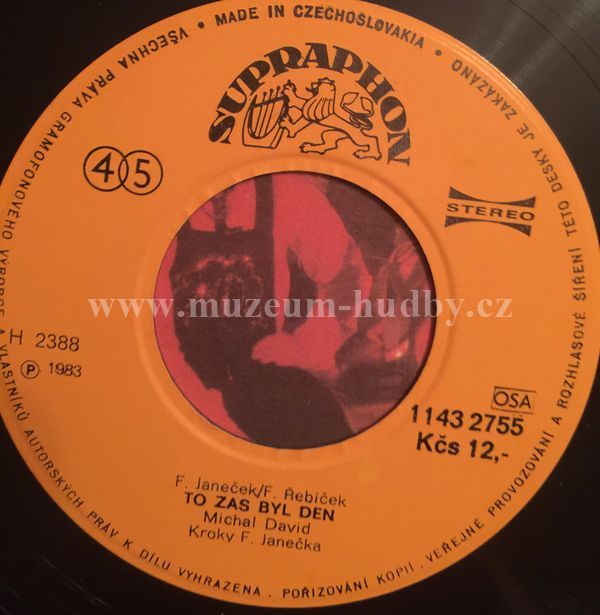 VŠECHNA PRÁVA GRAMOFONOVÉHO VÝROBCE A VLASTNÍKŮ AUTORSKÝCH PRÁV K DÍLU VYHRAZENA. POŘIZOVÁNÍ KOPIÍ, VEŘEJNÉ PROVOZOVÁNÍ A ROZHLASOVÉ ŠÍŘENÍ TÉTO DESKY JE ZAKÁZÁNO
• MADE IN CZECHOSLOVAKIA •
SUPRAPHON
45
STEREO
www.muzeum-hudby.cz
H 2388
Ⓟ 1983
OSA
1143 2755
Kčs 12,-
F. Janeček/F. Řebíček
TO ZAS BYL DEN
Michal David
Kroky F. Janečka